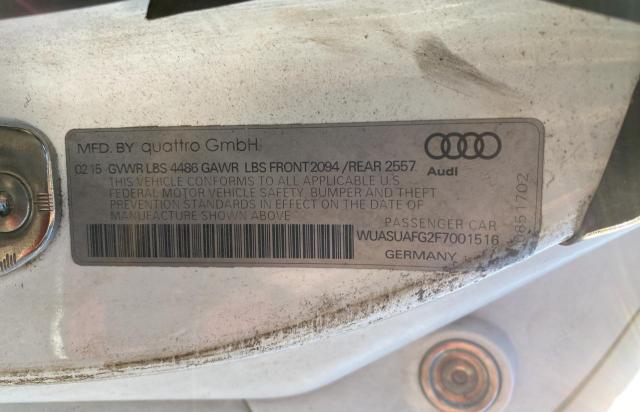 MFD. BY quattro GmbH
02 15 GVWR LBS 4486 GAWR LBS FRONT2094 /REAR 2557
THIS VEHICLE CONFORMS TO ALL APPLICABLE U.S.
FEDERAL MOTOR VEHICLE SAFETY, BUMPER AND THEFT
PREVENTION STANDARDS IN EFFECT ON THE DATE OF
MANUFACTURE SHOWN ABOVE
Audi
PASSENGER CAR
WUASUAFG2F7001516
GERMANY